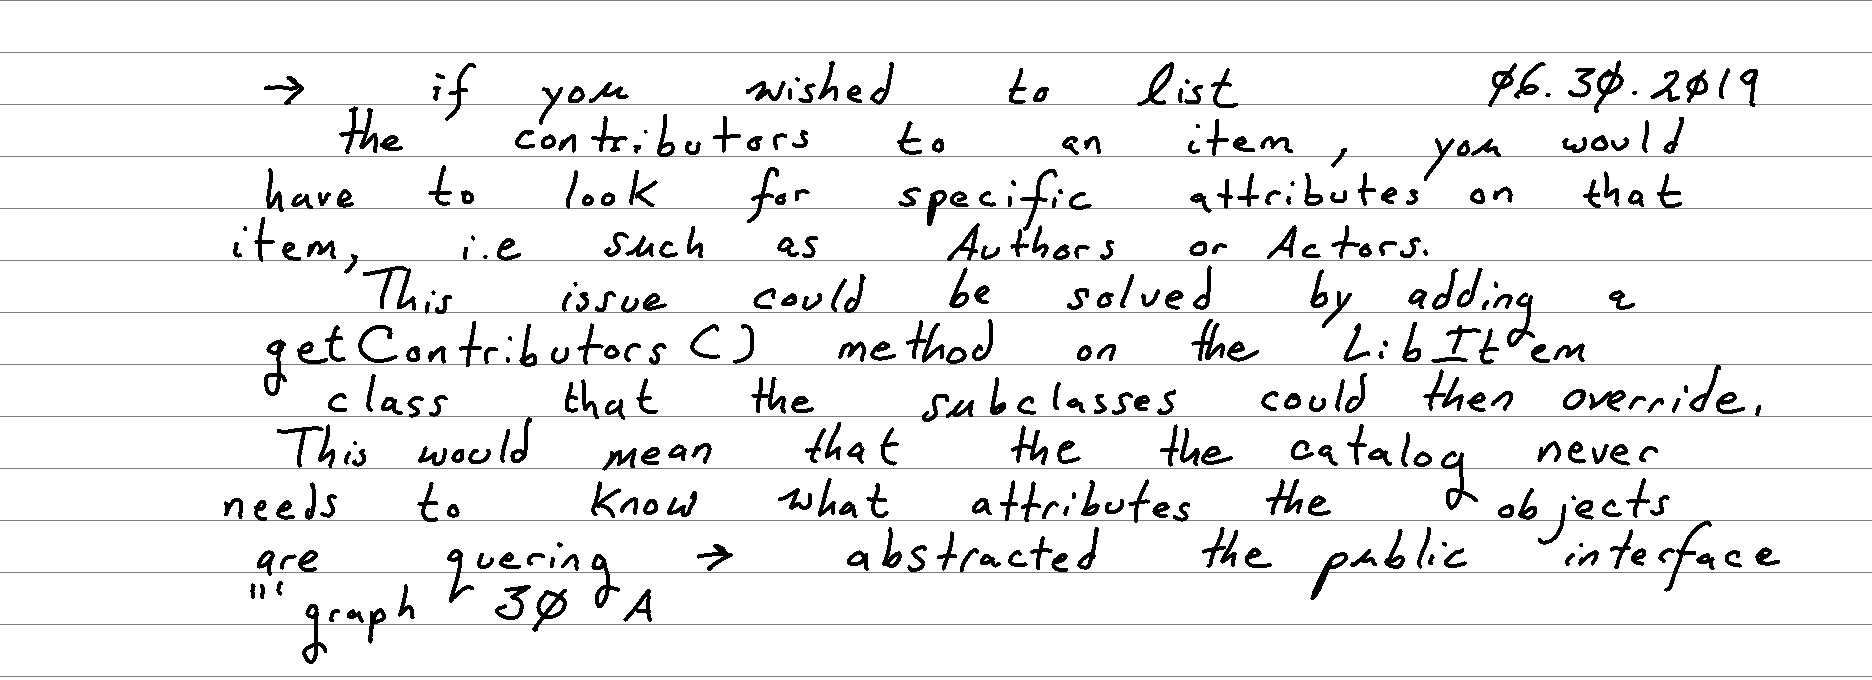 → if you wished to list 06.30.2019
the contributors to an item, you would
have to look for specific attributes on that
item, i.e such as Authors or Actors.
This issue could be solved by adding a
getContributors() method on the LibItem
class that the subclasses could then override.
This would mean that the the catalog never
needs to know what attributes the objects
are quering → abstracted the public interface
"' graph 30 A